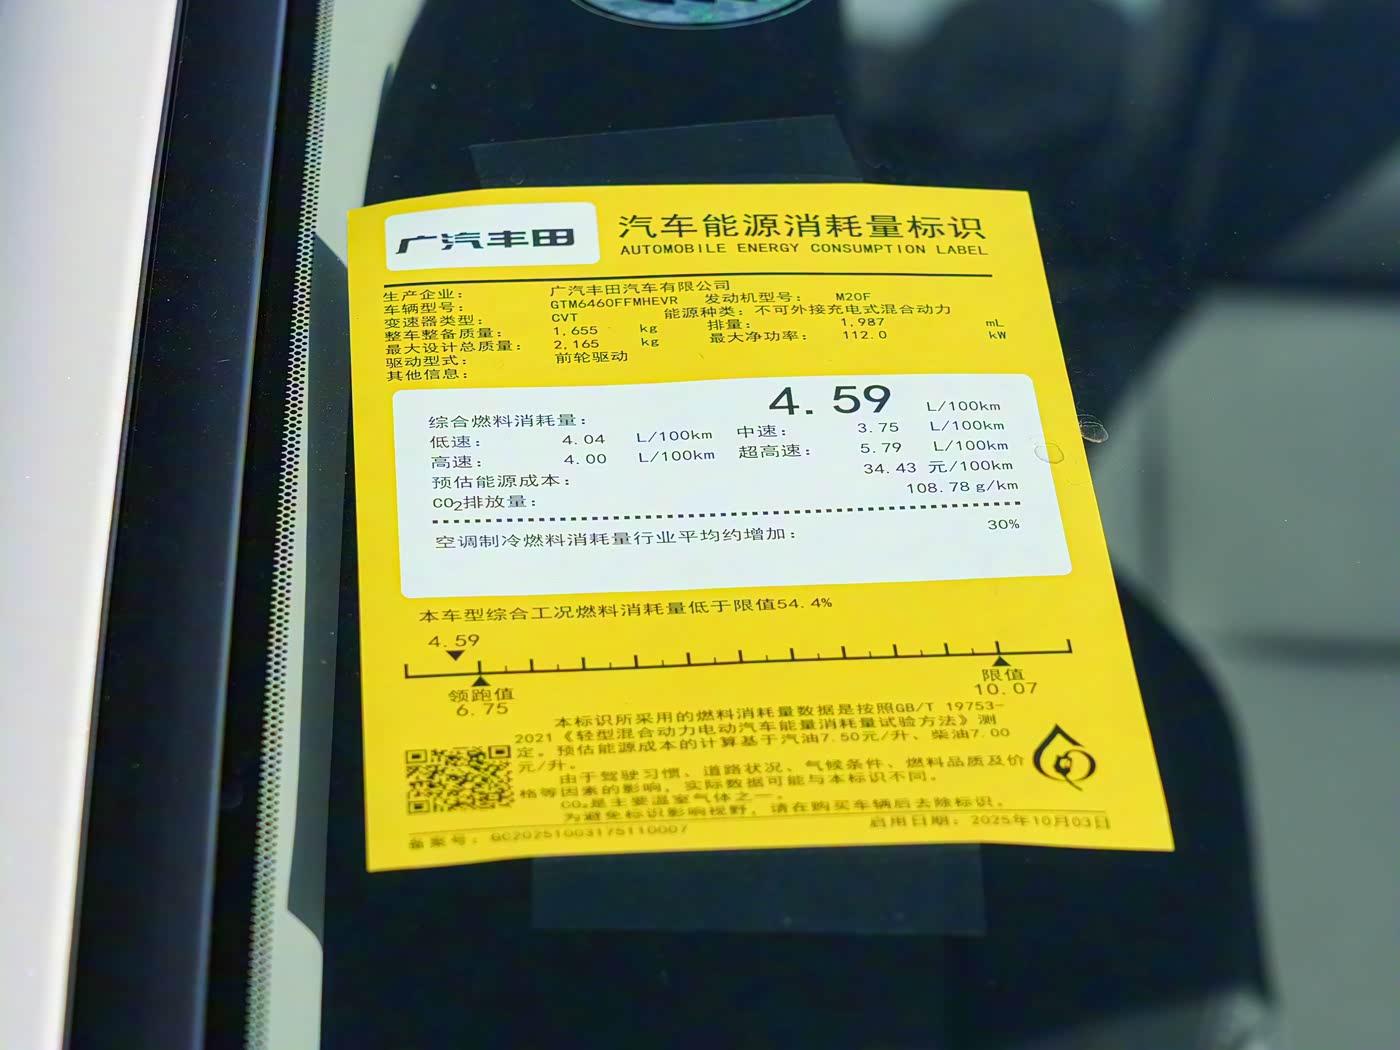 广汽丰田
汽车能源消耗量标识
AUTOMOBILE ENERGY CONSUMPTION LABEL
生产企业： 广汽丰田汽车有限公司
车辆型号： GTM6460FFMHEVR 发动机型号： M20F
变速器类型： CVT 能源种类：不可外接充电式混合动力
整车整备质量： 1,655 kg 排量： 1,987 mL
最大设计总质量： 2,165 kg 最大净功率： 112.0 kW
驱动型式： 前轮驱动
其他信息：
综合燃料消耗量： 4.59 L/100km
低速： 4.04 L/100km 中速： 3.75 L/100km
高速： 4.00 L/100km 超高速： 5.79 L/100km
预估能源成本： 34.43 元/100km
CO2排放量： 108.78 g/km
空调制冷燃料消耗量行业平均约增加： 30%
本车型综合工况燃料消耗量低于限值54.4%
4.59
领跑值 限值
6.75 10.07
本标识所采用的燃料消耗量数据是按照GB/T 19753-
2021《轻型混合动力电动汽车能量消耗量试验方法》测
定。预估能源成本的计算基于汽油7.50元/升、柴油7.00
元/升。
由于驾驶习惯、道路状况、气候条件、燃料品质及价
格等因素的影响，实际数据可能与本标识不同。
CO₂是主要温室气体之一。
为避免标识影响视野，请在购买车辆后去除标识。
备案号：GC20251003175110007 启用日期：2025年10月03日